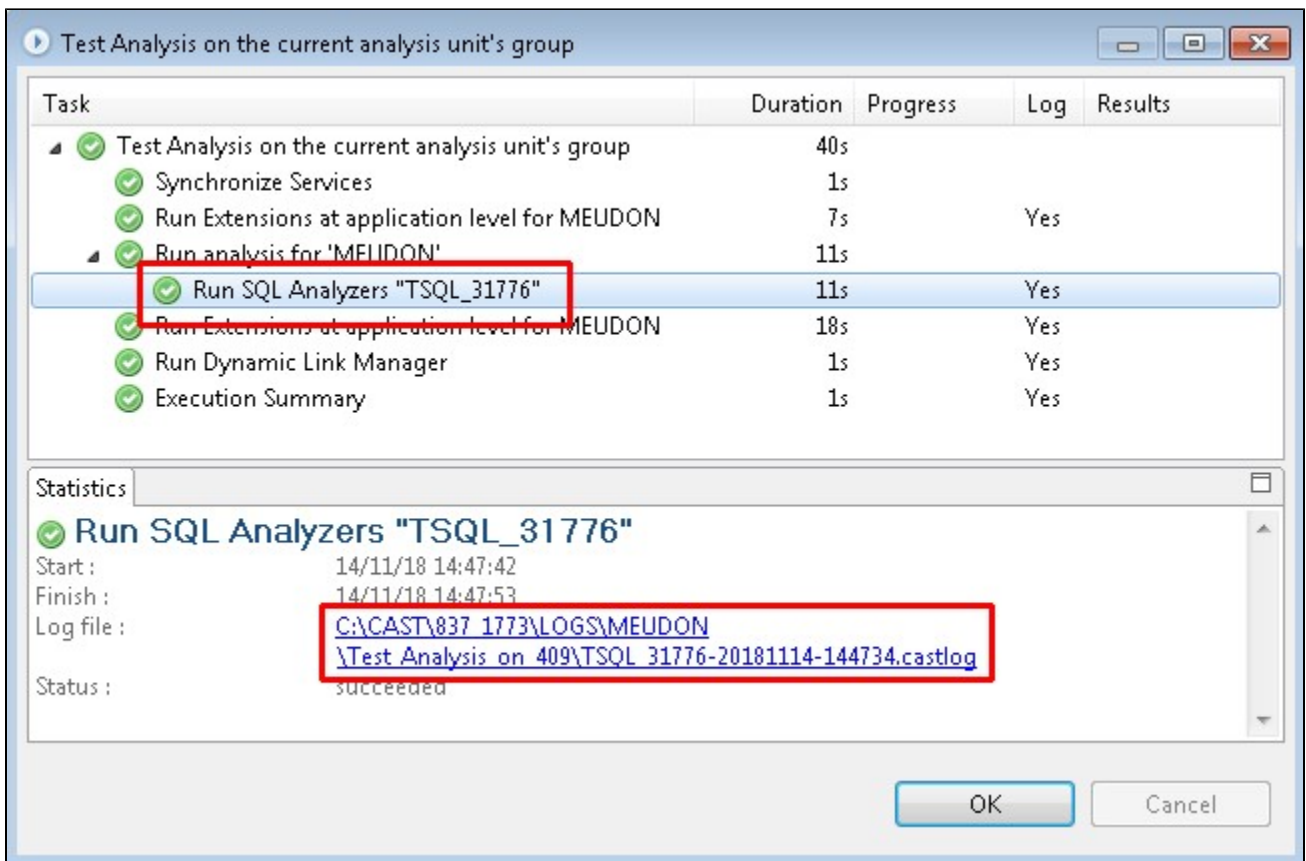 Test Analysis on the current analysis unit's group
Task Duration Progress Log Results
Test Analysis on the current analysis unit's group 40s
Synchronize Services 1s
Run Extensions at application level for MEUDON 7s Yes
Run analysis for 'MEUDON' 11s
Run SQL Analyzers "TSQL_31776" 11s Yes
Run Extensions at application level for MEUDON 18s Yes
Run Dynamic Link Manager 1s Yes
Execution Summary 1s Yes
Statistics
Run SQL Analyzers "TSQL_31776"
Start : 14/11/18 14:47:42
Finish : 14/11/18 14:47:53
Log file : C:\CAST\837_1773\LOGS\MEUDON
\Test_Analysis_on_409\TSQL_31776-20181114-144734.castlog
Status : succeeded
OK Cancel